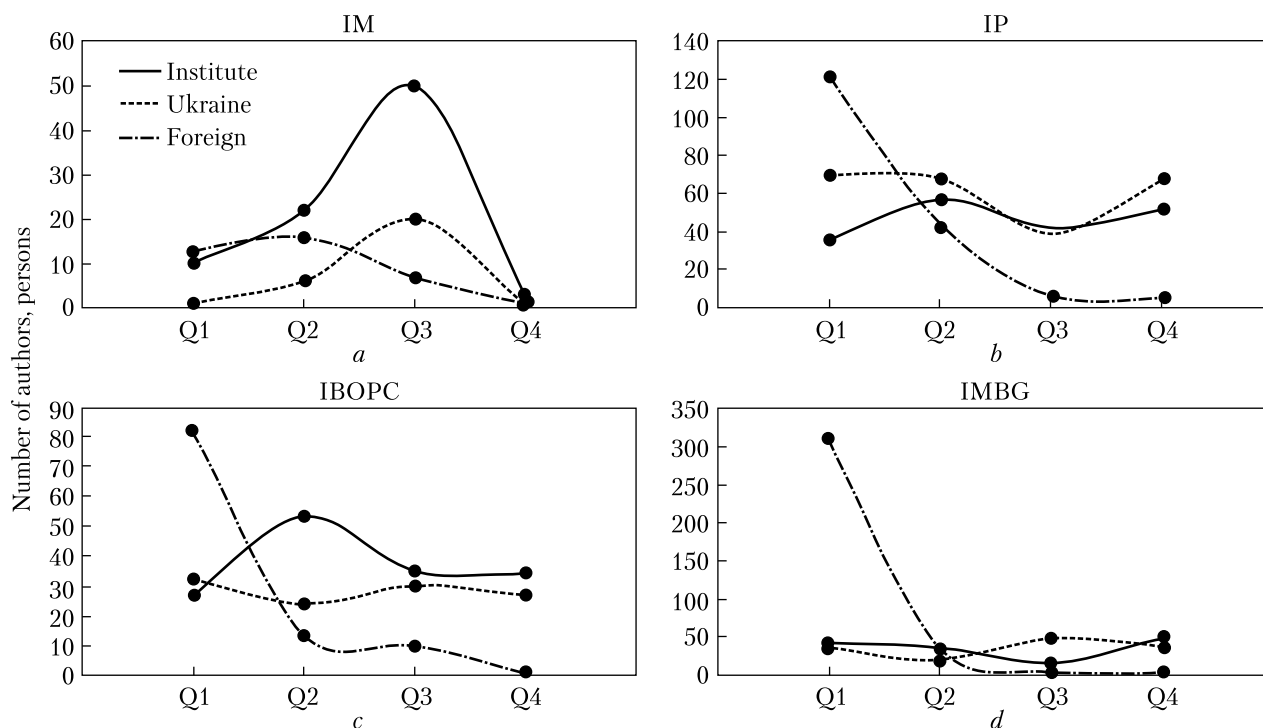 Number of authors, persons
IM
60
50
40
30
20
10
0
Institute
Ukraine
Foreign
Q1 Q2 Q3 Q4
a
IP
140
120
100
80
60
40
20
0
Q1 Q2 Q3 Q4
b
IBOPC
90
80
70
60
50
40
30
20
10
0
Q1 Q2 Q3 Q4
c
IMBG
350
300
250
200
150
100
50
0
Q1 Q2 Q3 Q4
d